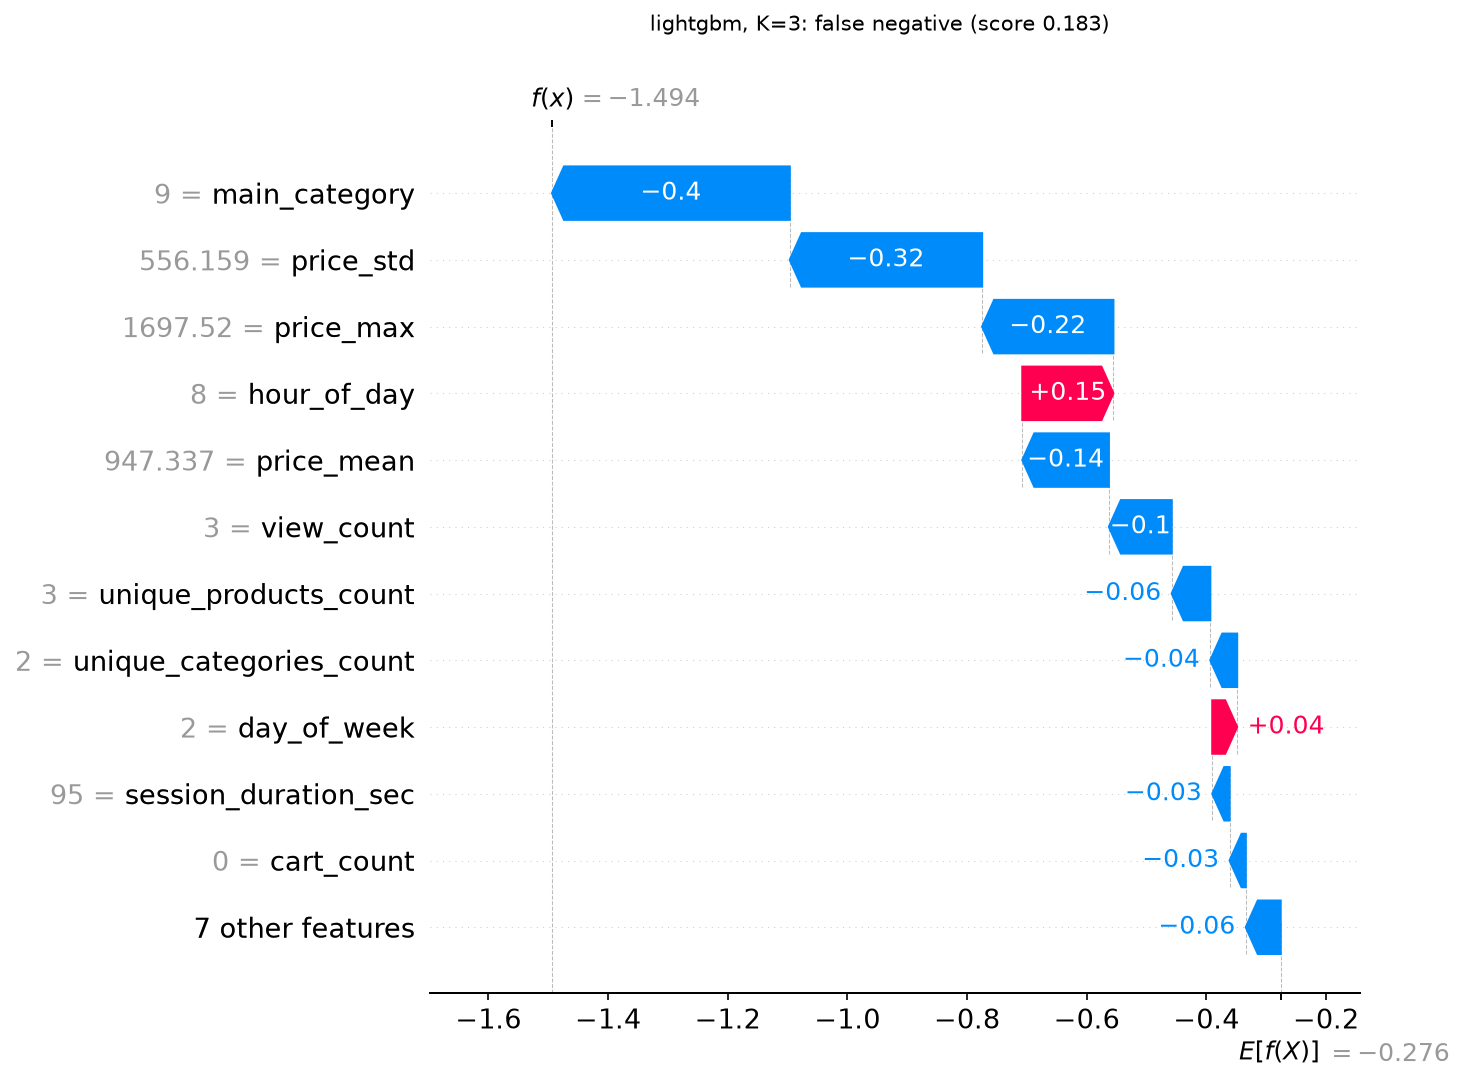 lightgbm, K=3: false negative (score 0.183)
f(x) = −1.494
9 = main_category −0.4
556.159 = price_std −0.32
1697.52 = price_max −0.22
8 = hour_of_day +0.15
947.337 = price_mean −0.14
3 = view_count −0.1
3 = unique_products_count −0.06
2 = unique_categories_count −0.04
2 = day_of_week +0.04
95 = session_duration_sec −0.03
0 = cart_count −0.03
7 other features −0.06
−1.6 −1.4 −1.2 −1.0 −0.8 −0.6 −0.4 −0.2
E[f(X)] = −0.276